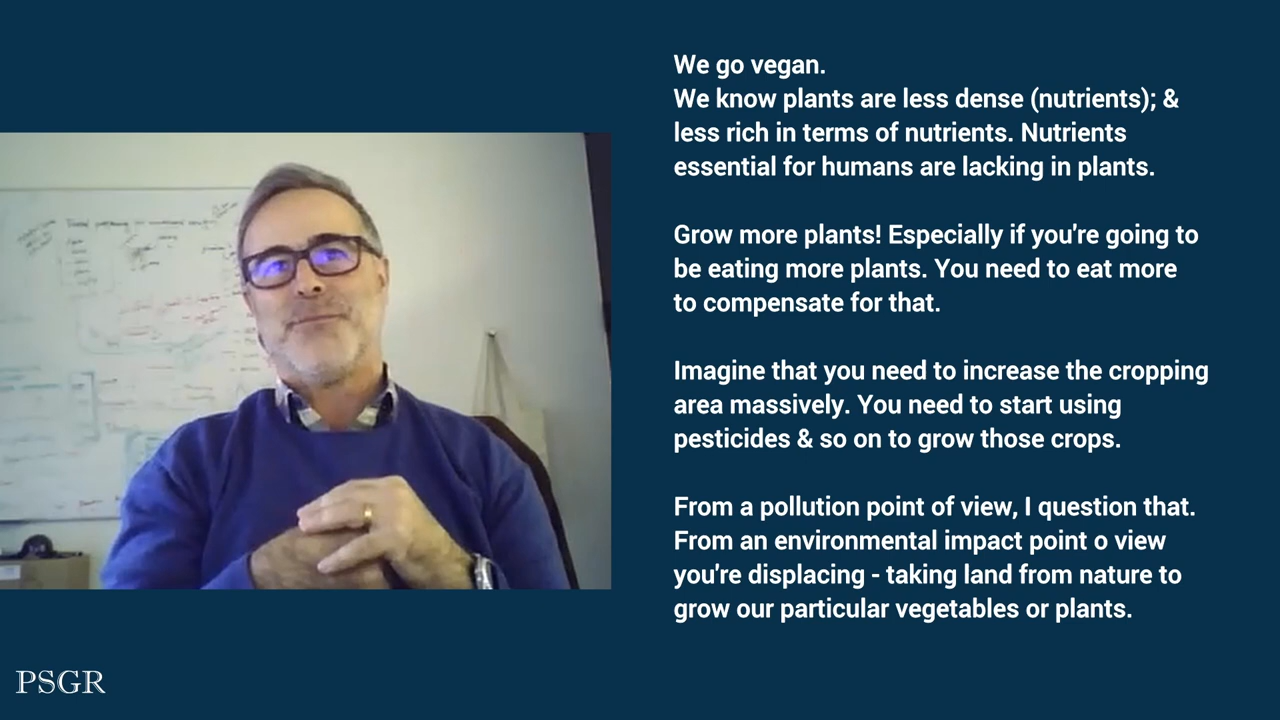 We go vegan.
We know plants are less dense (nutrients); &
less rich in terms of nutrients. Nutrients
essential for humans are lacking in plants.
Grow more plants! Especially if you're going to
be eating more plants. You need to eat more
to compensate for that.
Imagine that you need to increase the cropping
area massively. You need to start using
pesticides & so on to grow those crops.
From a pollution point of view, I question that.
From an environmental impact point o view
you're displacing - taking land from nature to
grow our particular vegetables or plants.
PSGR